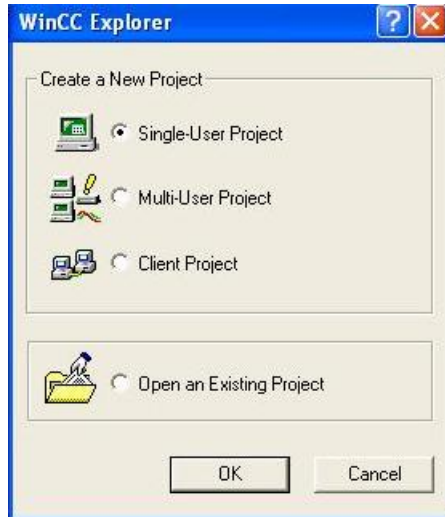 WinCC Explorer
Create a New Project
Single-User Project
Multi-User Project
Client Project
Open an Existing Project
OK Cancel